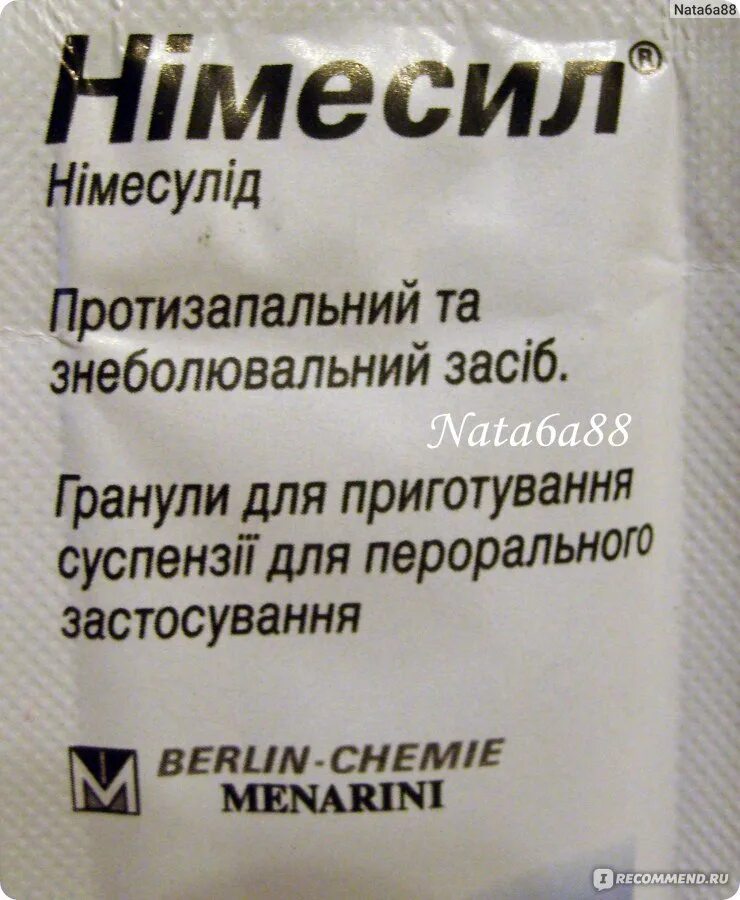 Nata6a88
Німесил®
Німесулід
Протизапальний та
знеболювальний засіб.
Nata6a88
Гранули для приготування
суспензії для перорального
застосування
BERLIN-CHEMIE
MENARINI
I RECOMMEND.RU